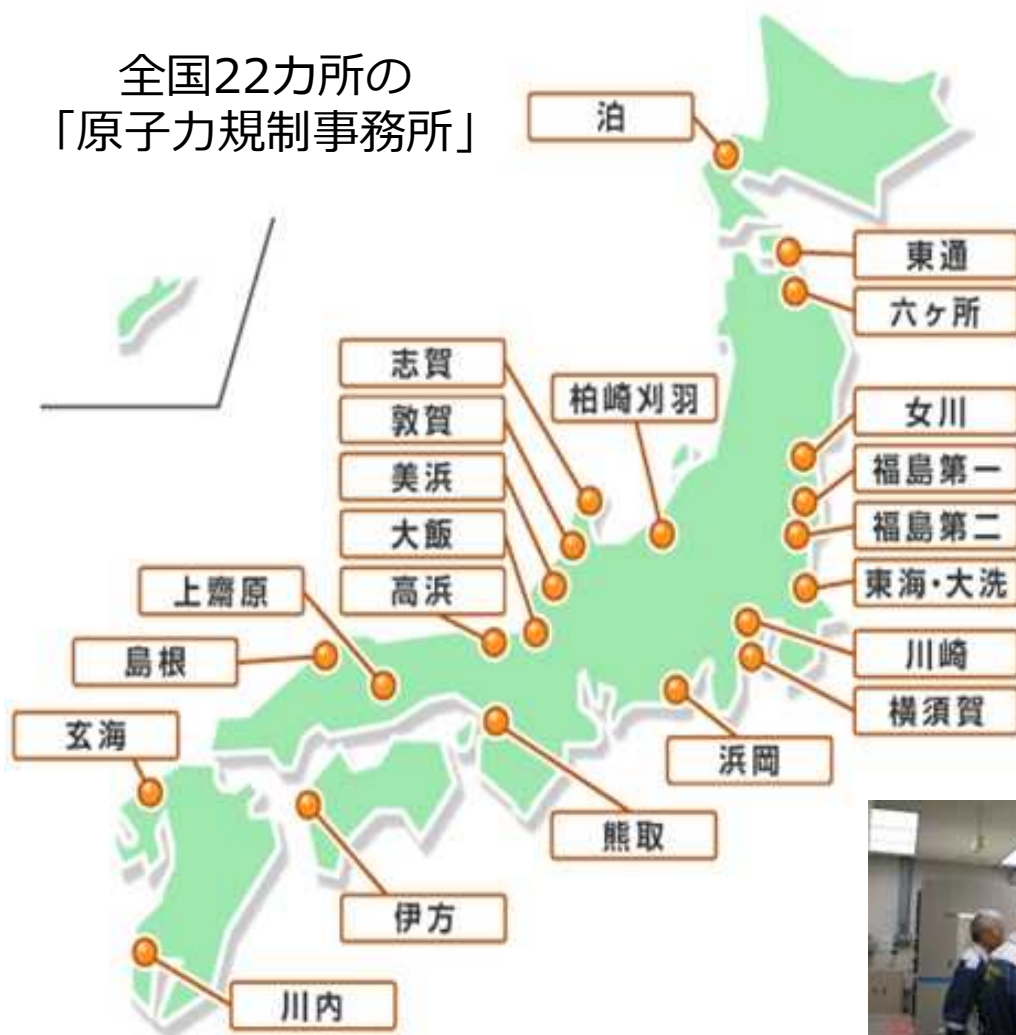 全国22カ所の
「原子力規制事務所」
泊
東通
六ヶ所
志賀
柏崎刈羽
敦賀
女川
美浜
福島第一
大飯
福島第二
上齋原
高浜
東海・大洗
島根
川崎
玄海
横須賀
浜岡
熊取
伊方
川内